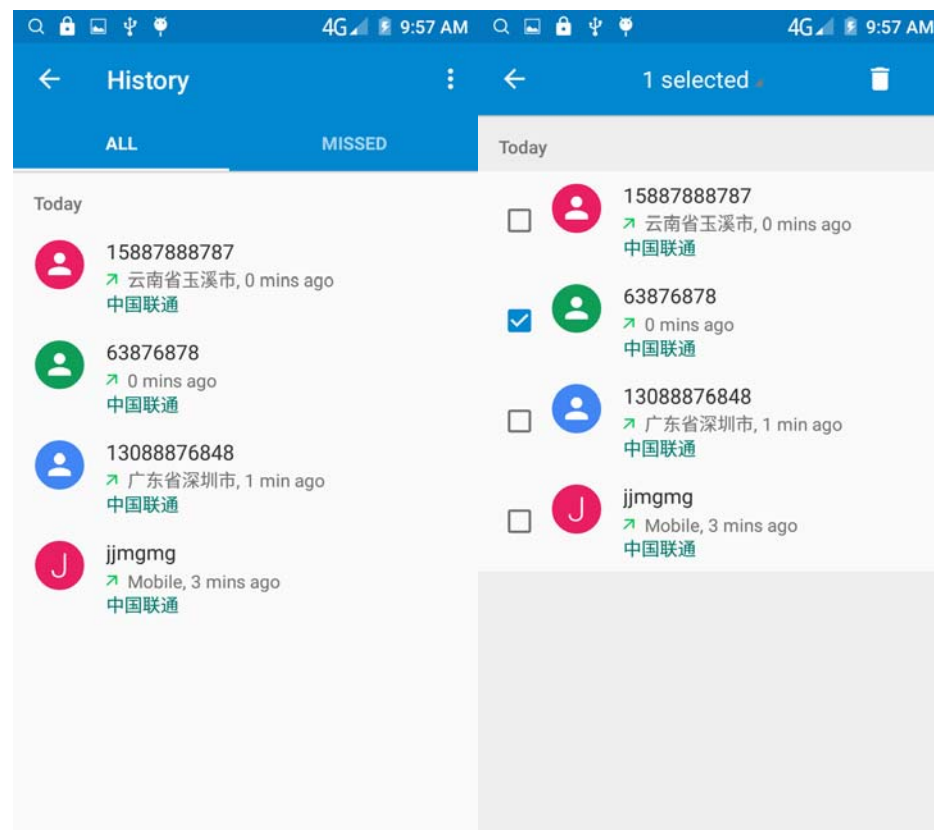 4G 9:57 AM
History
ALL MISSED
Today
15887888787
云南省玉溪市, 0 mins ago
中国联通
63876878
0 mins ago
中国联通
13088876848
广东省深圳市, 1 min ago
中国联通
J
jjmgmg
Mobile, 3 mins ago
中国联通
4G 9:57 AM
1 selected
Today
15887888787
云南省玉溪市, 0 mins ago
中国联通
63876878
0 mins ago
中国联通
13088876848
广东省深圳市, 1 min ago
中国联通
J
jjmgmg
Mobile, 3 mins ago
中国联通